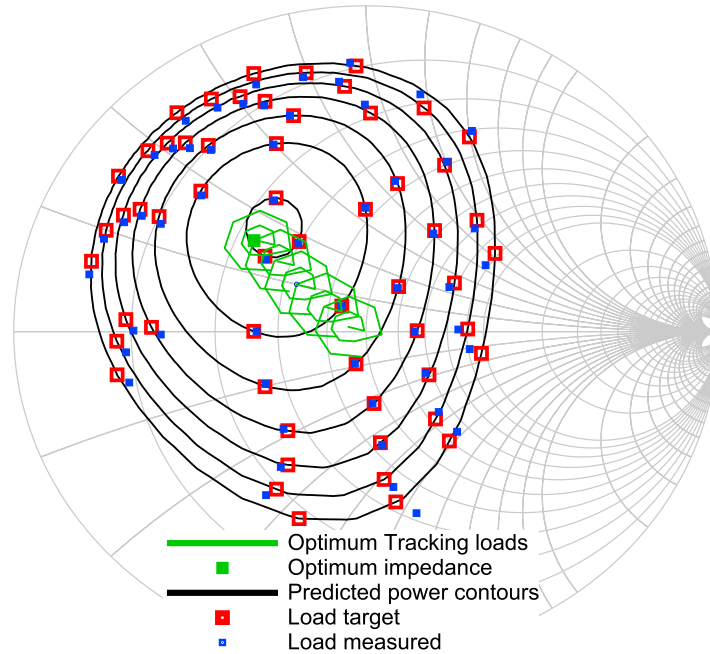 Optimum Tracking loads
Optimum impedance
Predicted power contours
Load target
Load measured